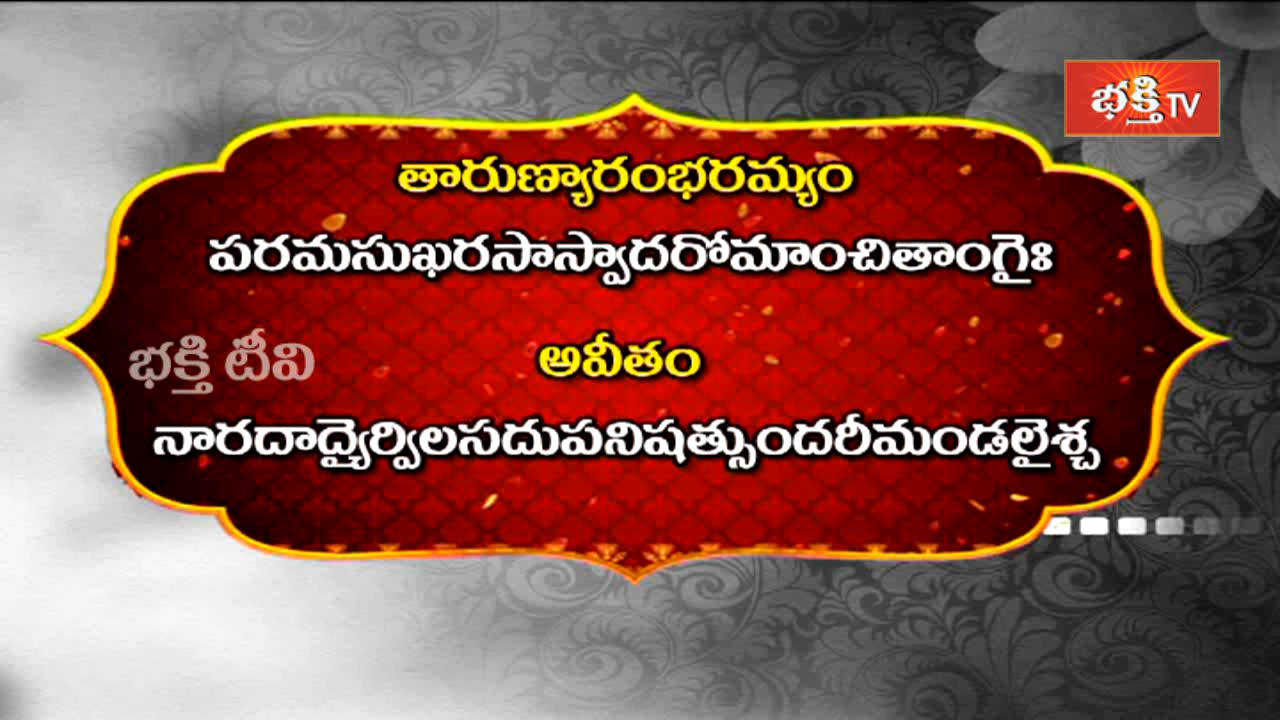 భక్తి TV
తారుణ్యారంభరమ్యం
పరమసుఖరసాస్వాదరోమాంచితాంగైః
భక్తి టీవి
అవీతం
నారదాద్యైర్విలసదుపనిషత్సుందరీమండలైశ్చ